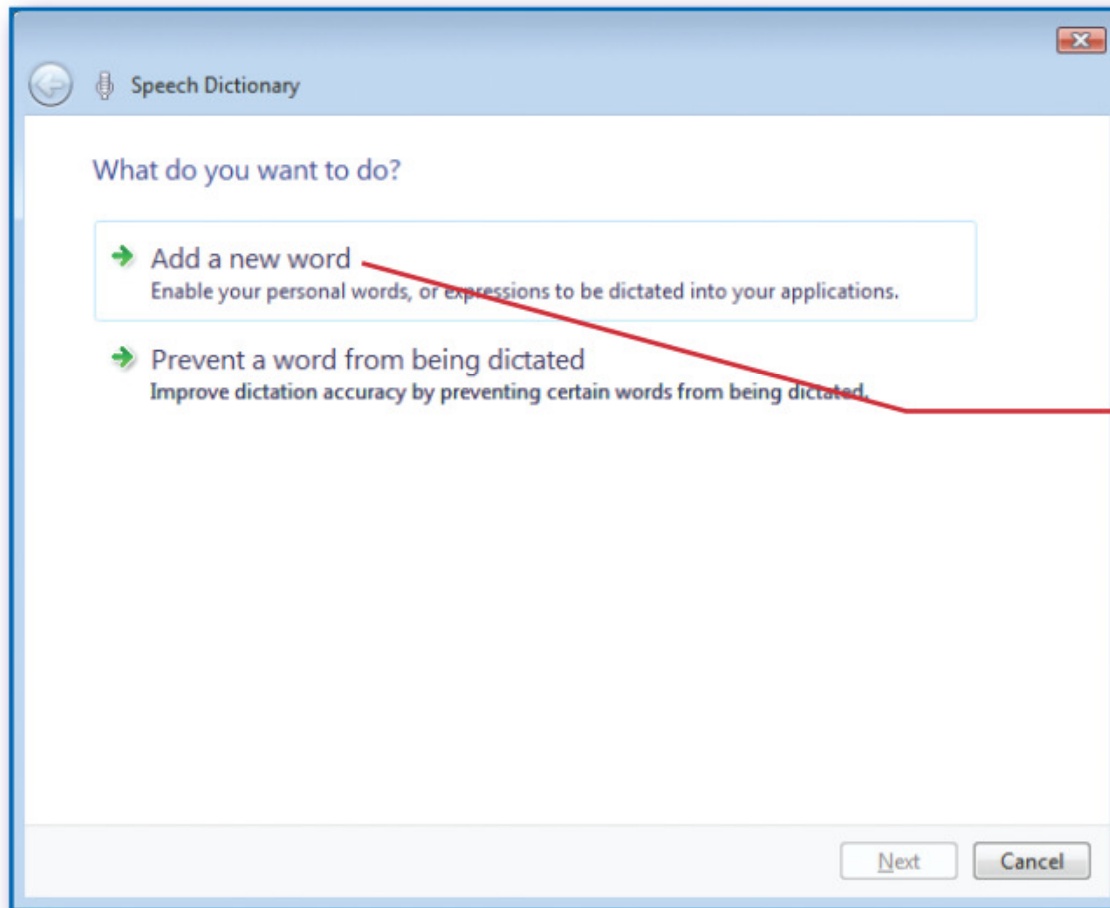 Speech Dictionary
What do you want to do?
Add a new word
Enable your personal words, or expressions to be dictated into your applications.
Prevent a word from being dictated
Improve dictation accuracy by preventing certain words from being dictated.
Next
Cancel